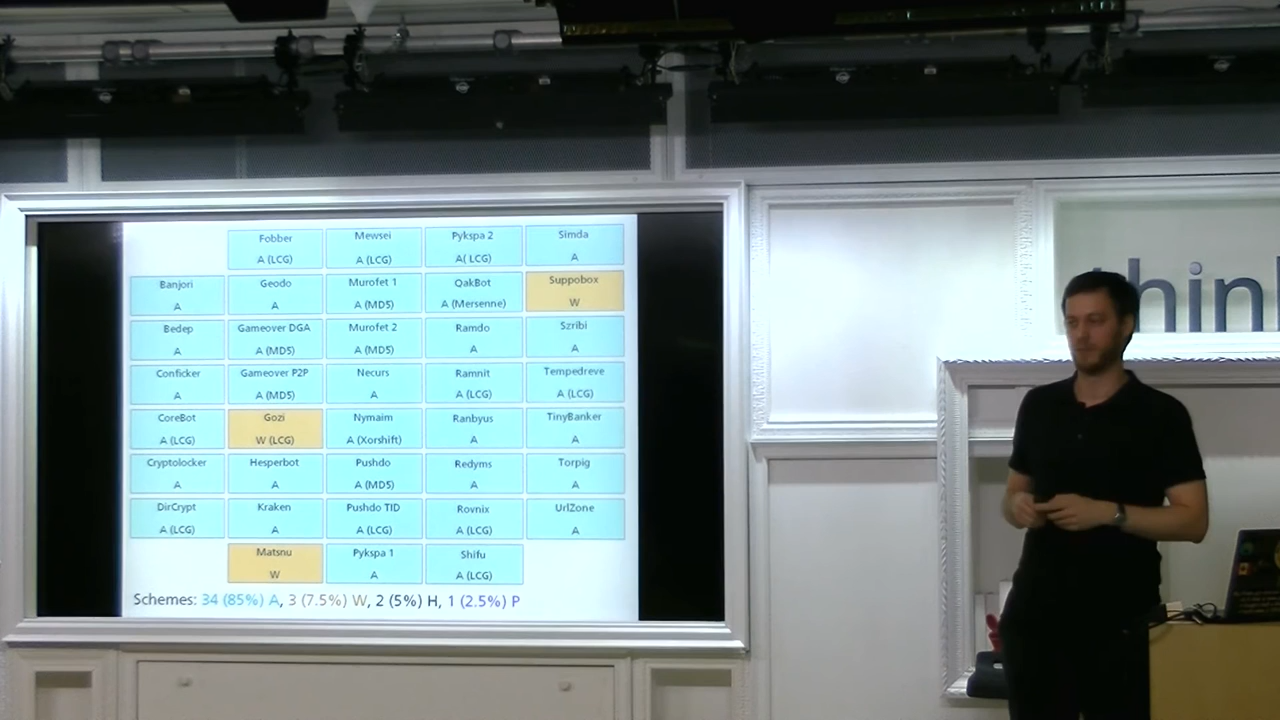 Fobber
A (LCG)
Mewsei
A (LCG)
Pykspa 2
A( LCG)
Simda
A
Banjori
A
Geodo
A
Murofet 1
A (MD5)
QakBot
A (Mersenne)
Suppobox
W
Bedep
A
Gameover DGA
A (MD5)
Murofet 2
A (MD5)
Ramdo
A
Szribi
A
Conficker
A
Gameover P2P
A (MD5)
Necurs
A
Ramnit
A (LCG)
Tempedreve
A (LCG)
CoreBot
A (LCG)
Gozi
W (LCG)
Nymaim
A (Xorshift)
Ranbyus
A
TinyBanker
A
Cryptolocker
A
Hesperbot
A
Pushdo
A (MD5)
Redyms
A
Torpig
A
DirCrypt
A (LCG)
Kraken
A
Pushdo TID
A (LCG)
Rovnix
A (LCG)
UrlZone
A
Matsnu
W
Pykspa 1
A
Shifu
A (LCG)
Schemes: 34 (85%) A, 3 (7.5%) W, 2 (5%) H, 1 (2.5%) P
think